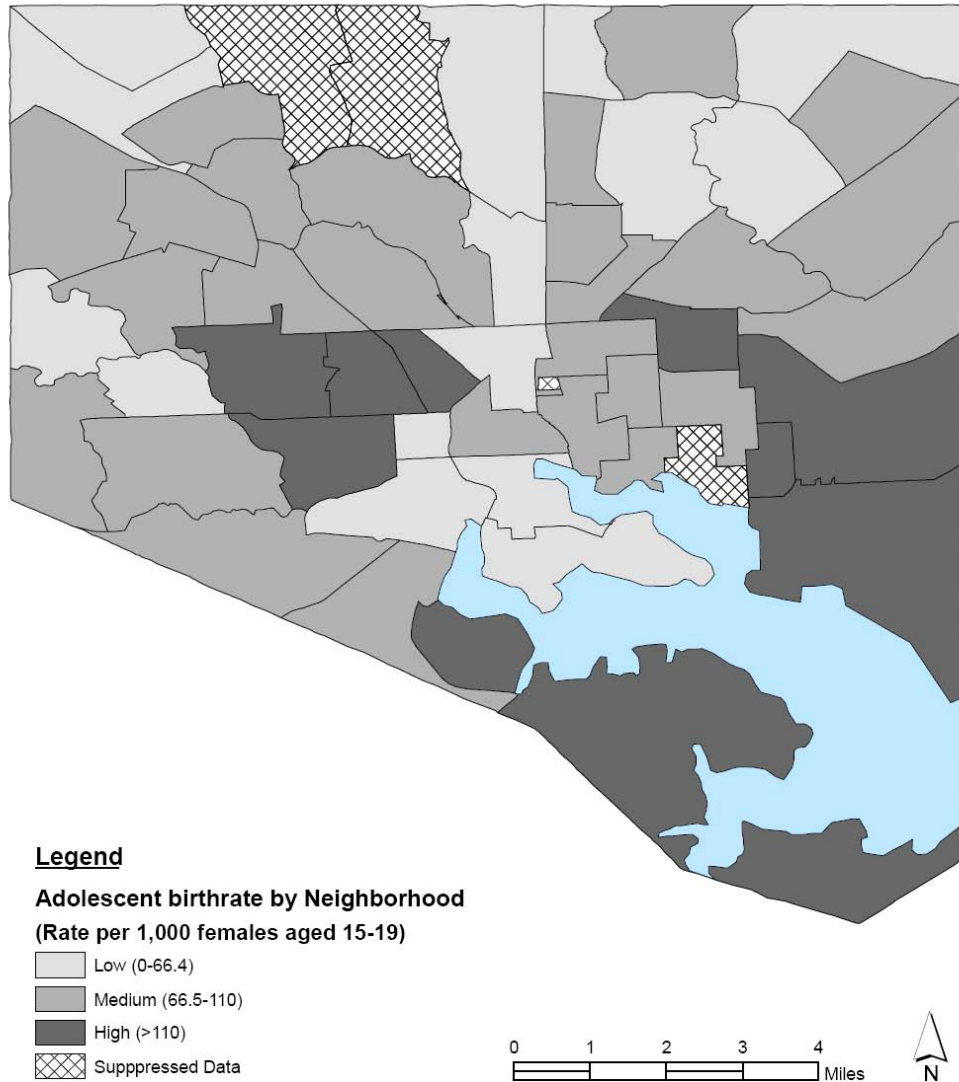 Legend
Adolescent birthrate by Neighborhood
(Rate per 1,000 females aged 15-19)
Low (0-66.4)
Medium (66.5-110)
High (>110)
Supppressed Data
0 1 2 3 4
Miles
N